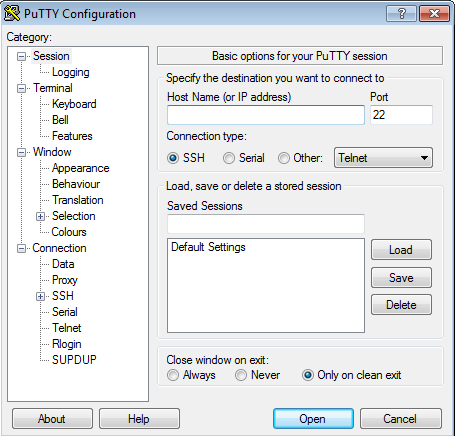 PuTTY Configuration
?
Category:
Session
Logging
Terminal
Keyboard
Bell
Features
Window
Appearance
Behaviour
Translation
Selection
Colours
Connection
Data
Proxy
SSH
Serial
Telnet
Rlogin
SUPDUP
Basic options for your PuTTY session
Specify the destination you want to connect to
Host Name (or IP address) Port
22
Connection type:
SSH Serial Other: Telnet
Load, save or delete a stored session
Saved Sessions
Default Settings
Load
Save
Delete
Close window on exit:
Always Never Only on clean exit
About Help Open Cancel